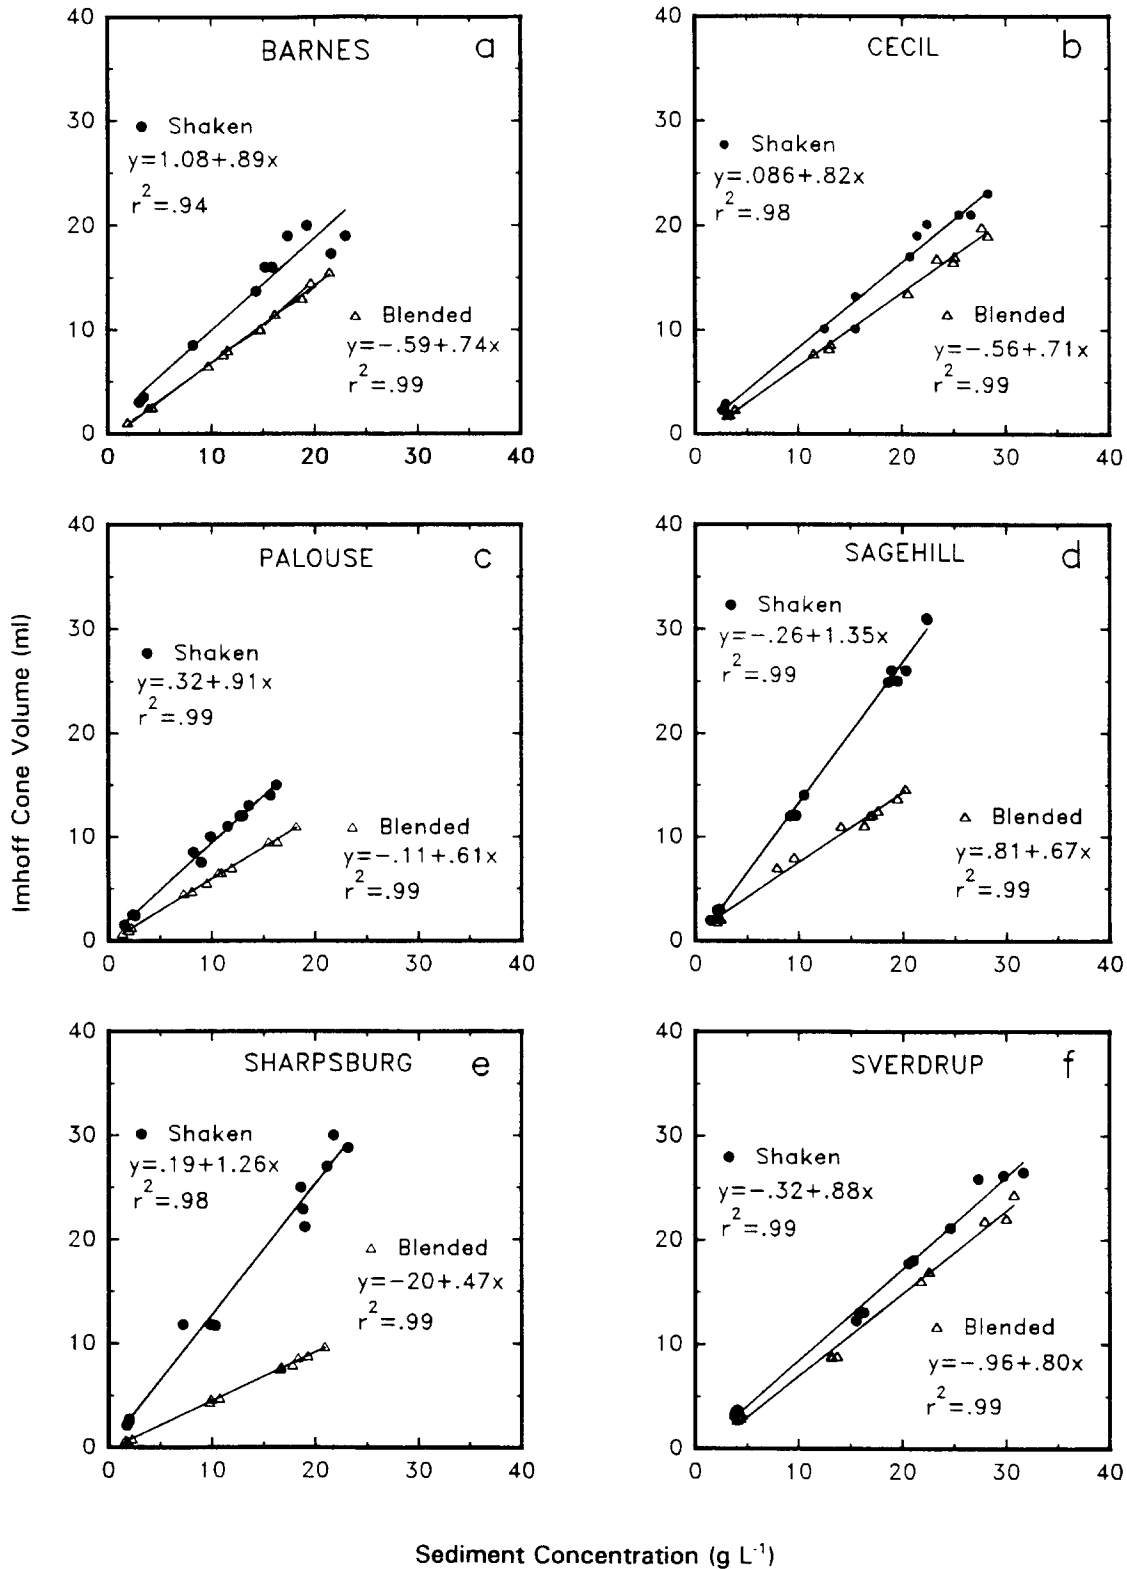 BARNES a
● Shaken
y=1.08+.89x
r²=.94
△ Blended
y=−.59+.74x
r²=.99
40
30
20
10
0
0 10 20 30 40
CECIL b
● Shaken
y=.086+.82x
r²=.98
△ Blended
y=−.56+.71x
r²=.99
40
30
20
10
0
0 10 20 30 40
PALOUSE c
● Shaken
y=.32+.91x
r²=.99
△ Blended
y=−.11+.61x
r²=.99
40
30
20
10
0
0 10 20 30 40
SAGEHILL d
● Shaken
y=−.26+1.35x
r²=.99
△ Blended
y=.81+.67x
r²=.99
40
30
20
10
0
0 10 20 30 40
SHARPSBURG e
● Shaken
y=.19+1.26x
r²=.98
△ Blended
y=−20+.47x
r²=.99
40
30
20
10
0
0 10 20 30 40
SVERDRUP f
● Shaken
y=−.32+.88x
r²=.99
△ Blended
y=−.96+.80x
r²=.99
40
30
20
10
0
0 10 20 30 40
Imhoff Cone Volume (ml)
Sediment Concentration (g L⁻¹)